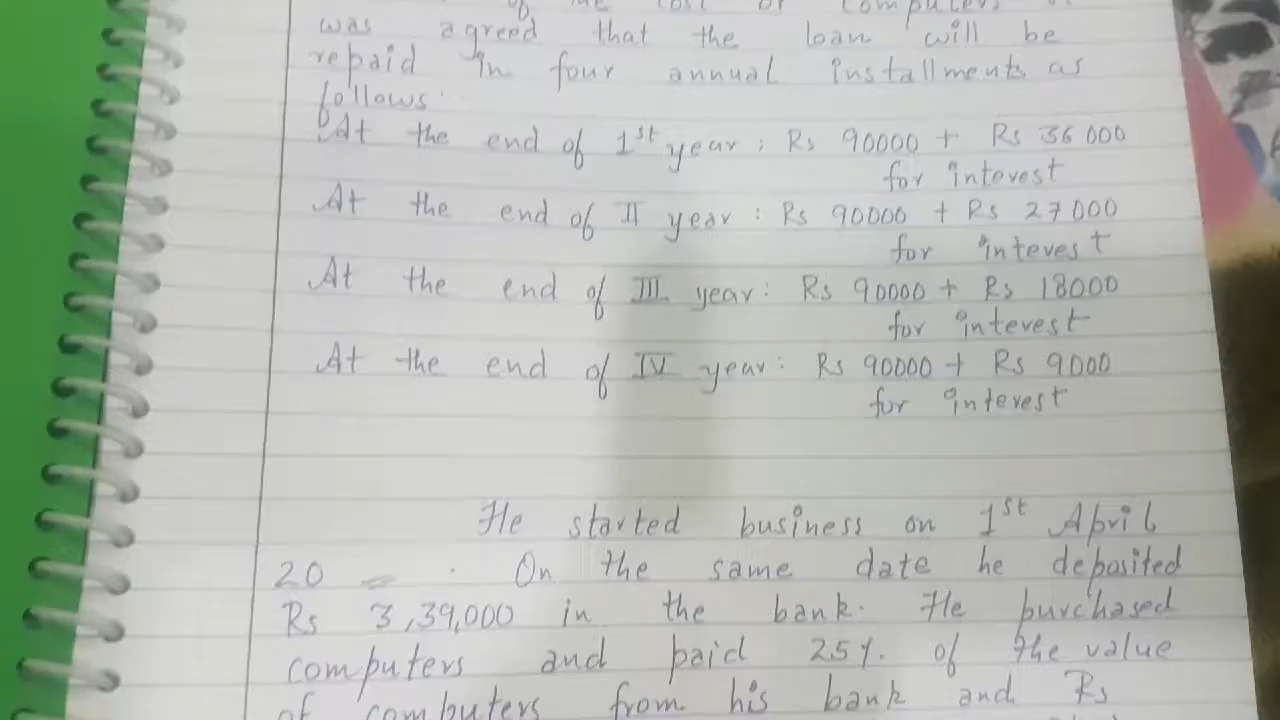 of the cost of computers
was agreed that the loan will be
repaid in four annual installments as
follows.
At the end of 1st year : Rs 90000 + Rs 36000
for interest
At the end of II year : Rs 90000 + Rs 27000
for interest
At the end of III year : Rs 90000 + Rs 18000
for interest
At the end of IV year : Rs 90000 + Rs 9000
for interest
He started business on 1st April
20 = . On the same date he deposited
Rs 3,39,000 in the bank. He purchased
computers and paid 25% of the value
of computers from his bank and Rs